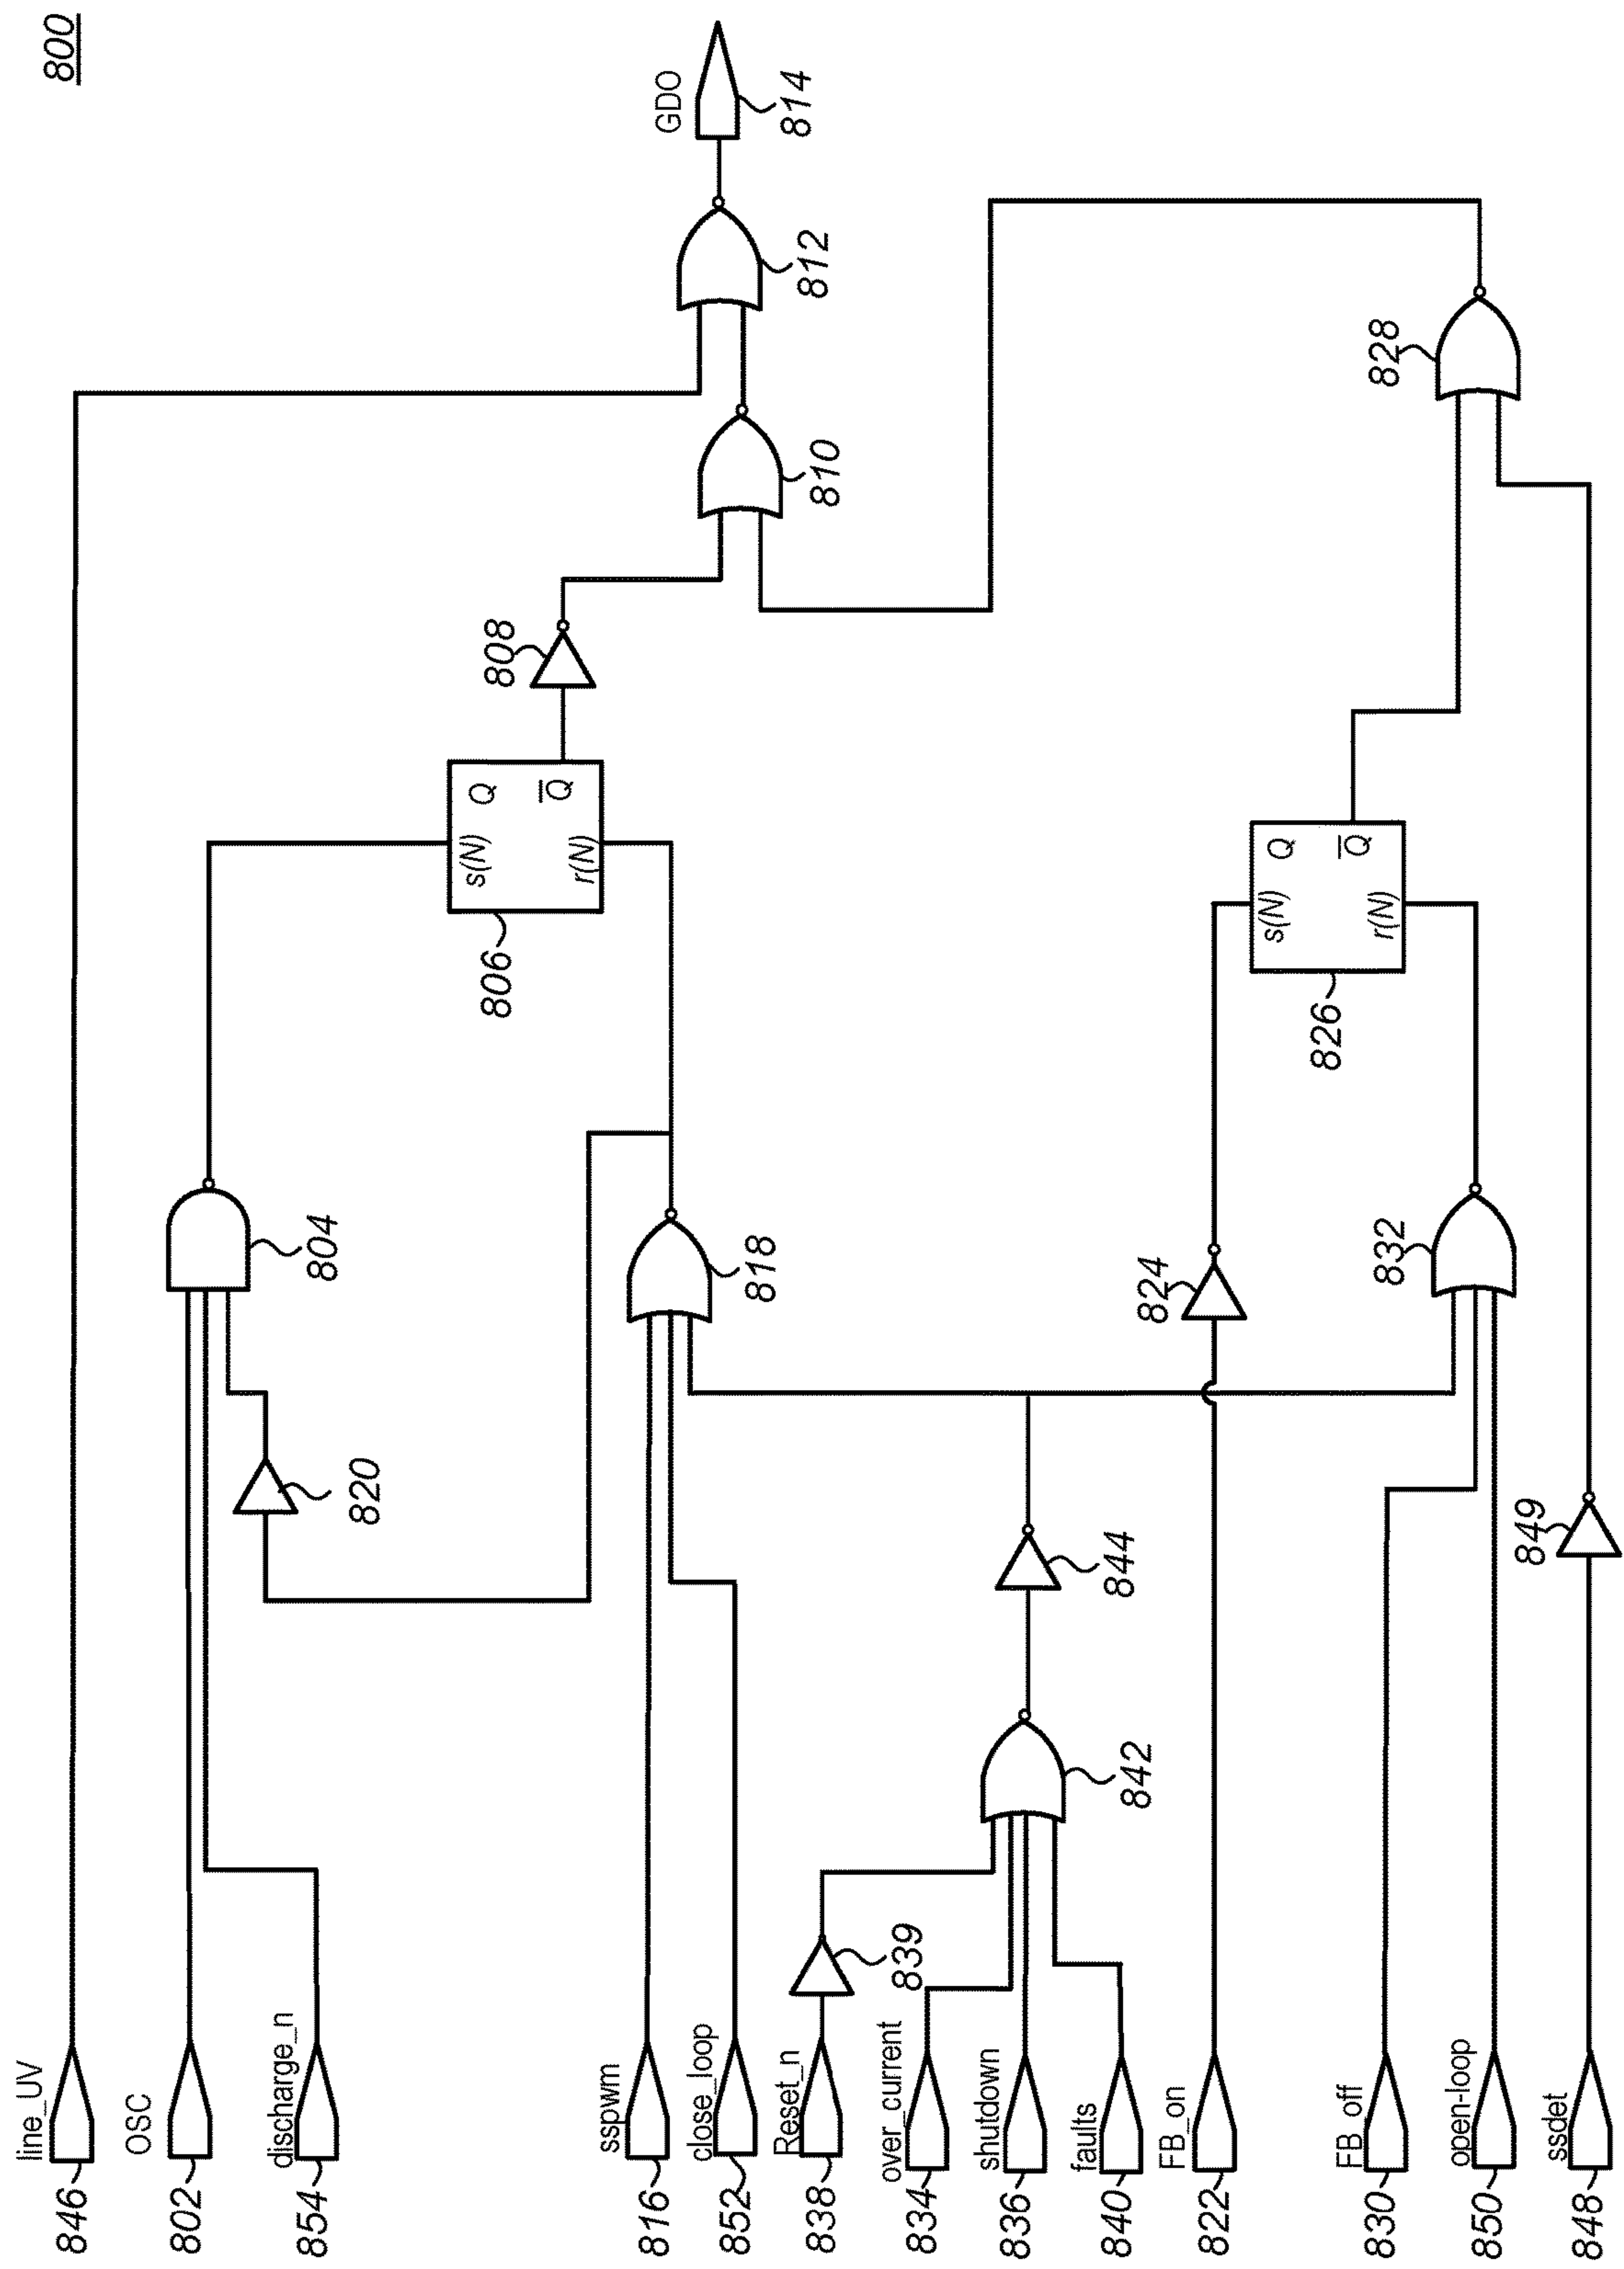 800
line_UV
846
OSC
802
discharge_n
854
sspwm
816
close_loop
852
Reset_n
838
over_current
834
shutdown
836
faults
840
FB_on
822
FB_off
830
open-loop
850
ssdet
848
839
842
844
820
804
818
824
832
849
s(N) Q
r(N) Q
806
s(N) Q
r(N) Q
826
808
810
812
828
GDO
814